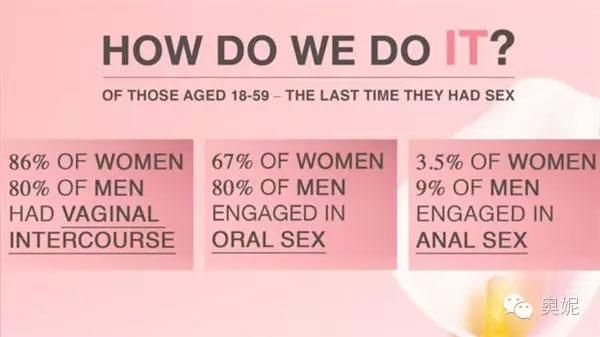 HOW DO WE DO IT?
OF THOSE AGED 18-59 – THE LAST TIME THEY HAD SEX
86% OF WOMEN
80% OF MEN
HAD VAGINAL
INTERCOURSE
67% OF WOMEN
80% OF MEN
ENGAGED IN
ORAL SEX
3.5% OF WOMEN
9% OF MEN
ENGAGED IN
ANAL SEX
奥妮